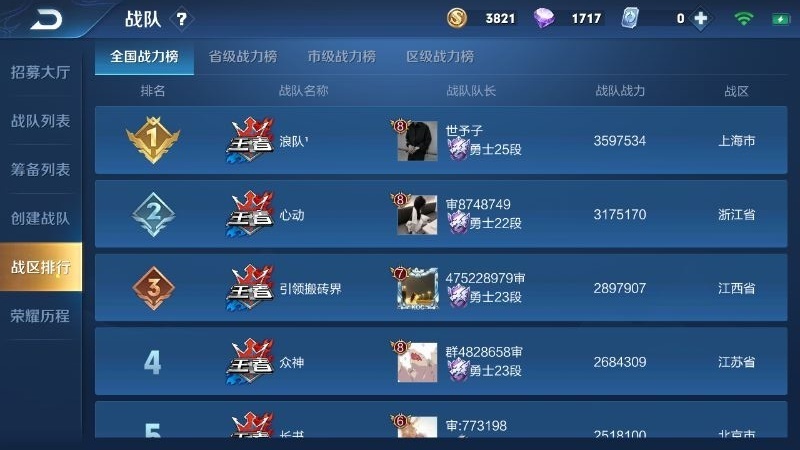 战队 ?
3821 1717 0
招募大厅
战队列表
筹备列表
创建战队
战区排行
荣耀历程
全国战力榜 省级战力榜 市级战力榜 区级战力榜
排名 战队名称 战队队长 战队战力 战区
1 王者 浪队¹ 8 世予子 勇士25段 3597534 上海市
2 王者 心动 8 审8748749 勇士22段 3175170 浙江省
3 王者 引领搬砖界 7 475228979审 勇士23段 2897907 江西省
4 王者 众神 8 群4828658审 勇士23段 2684309 江苏省
5 王者 长书 6 审:773198 2518100 北京市